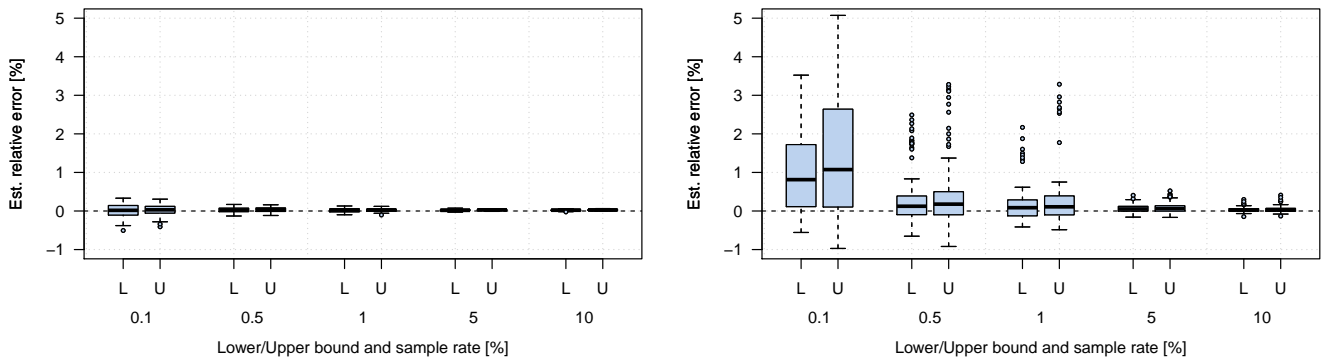 Est. relative error [%]
5
4
3
2
1
0
−1
L U L U L U L U L U
0.1 0.5 1 5 10
Lower/Upper bound and sample rate [%]
Est. relative error [%]
5
4
3
2
1
0
−1
L U L U L U L U L U
0.1 0.5 1 5 10
Lower/Upper bound and sample rate [%]